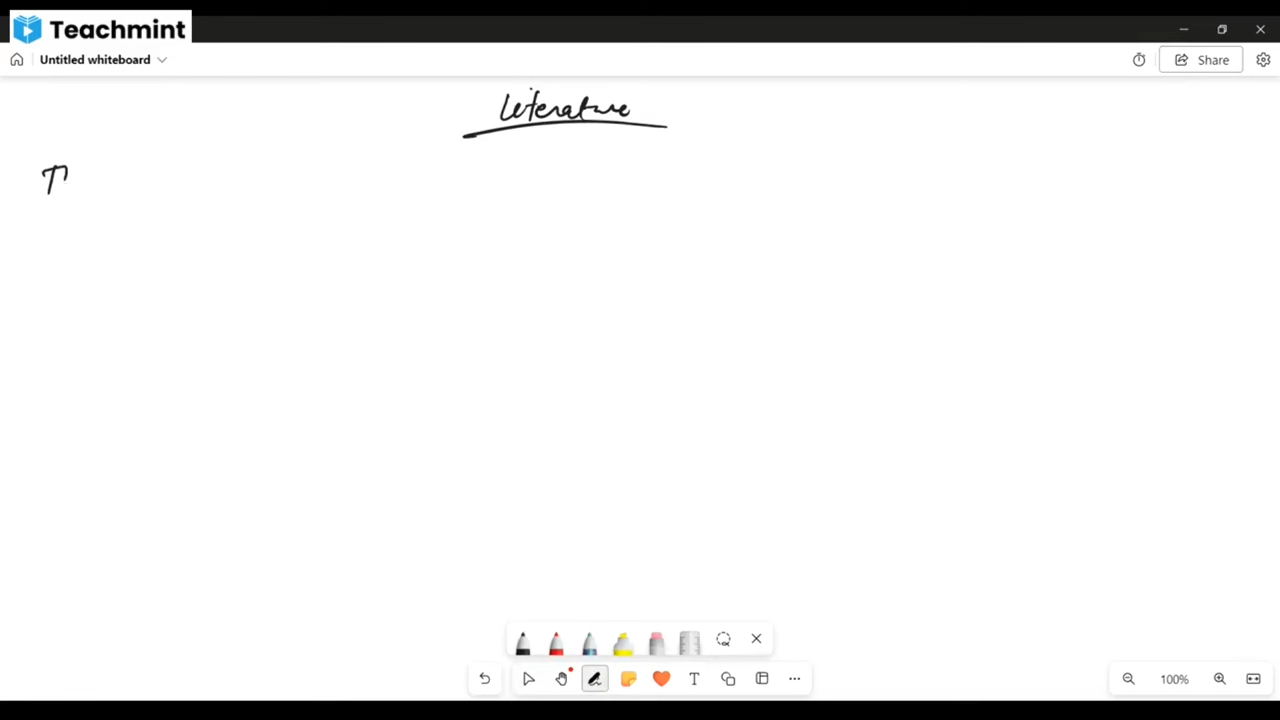 Teachmint
Untitled whiteboard
Share
Literature
100%